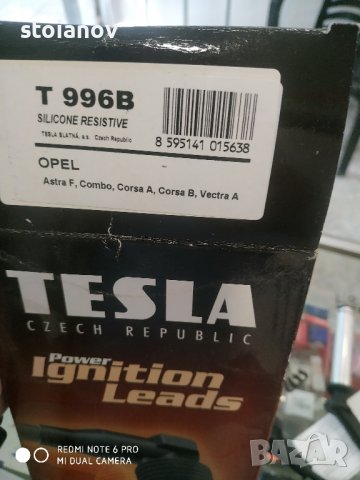 stoianov
T 996B
SILICONE RESISTIVE
TESLA BLATNÁ, a.s. Czech Republic
8 595141 015638
OPEL
Astra F, Combo, Corsa A, Corsa B, Vectra A
TESLA
CZECH REPUBLIC
Power
Ignition
Leads
REDMI NOTE 6 PRO
MI DUAL CAMERA
BAZAR